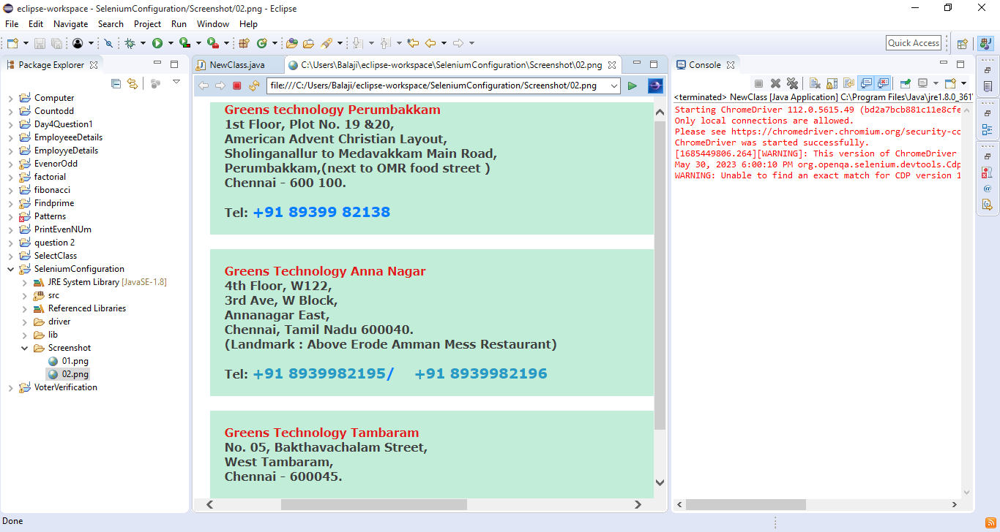 eclipse-workspace - SeleniumConfiguration/Screenshot/02.png - Eclipse
File Edit Navigate Search Project Run Window Help
Quick Access
Package Explorer
Computer
Countodd
Day4Question1
EmployeeeDetails
EmployyeDetails
EvenorOdd
factorial
fibonacci
Findprime
Patterns
PrintEvenNUm
question 2
SelectClass
SeleniumConfiguration
JRE System Library [JavaSE-1.8]
src
Referenced Libraries
driver
lib
Screenshot
01.png
02.png
VoterVerification
NewClass.java
C:\Users\Balaji\eclipse-workspace\SeleniumConfiguration\Screenshot\02.png
file:///C:/Users/Balaji/eclipse-workspace/SeleniumConfiguration/Screenshot/02.png
Greens technology Perumbakkam
1st Floor, Plot No. 19 &20,
American Advent Christian Layout,
Sholinganallur to Medavakkam Main Road,
Perumbakkam,(next to OMR food street )
Chennai - 600 100.
Tel: +91 89399 82138
Greens Technology Anna Nagar
4th Floor, W122,
3rd Ave, W Block,
Annanagar East,
Chennai, Tamil Nadu 600040.
(Landmark : Above Erode Amman Mess Restaurant)
Tel: +91 8939982195/ +91 8939982196
Greens Technology Tambaram
No. 05, Bakthavachalam Street,
West Tambaram,
Chennai - 600045.
Console
<terminated> NewClass [Java Application] C:\Program Files\Java\jre1.8.0_361\
Starting ChromeDriver 112.0.5615.49 (bd2a7bcb881c11e8cfe
Only local connections are allowed.
Please see https://chromedriver.chromium.org/security-co
ChromeDriver was started successfully.
[1685449806.264][WARNING]: This version of ChromeDriver
May 30, 2023 6:00:10 PM org.openqa.selenium.devtools.Cdp
WARNING: Unable to find an exact match for CDP version 1
Done